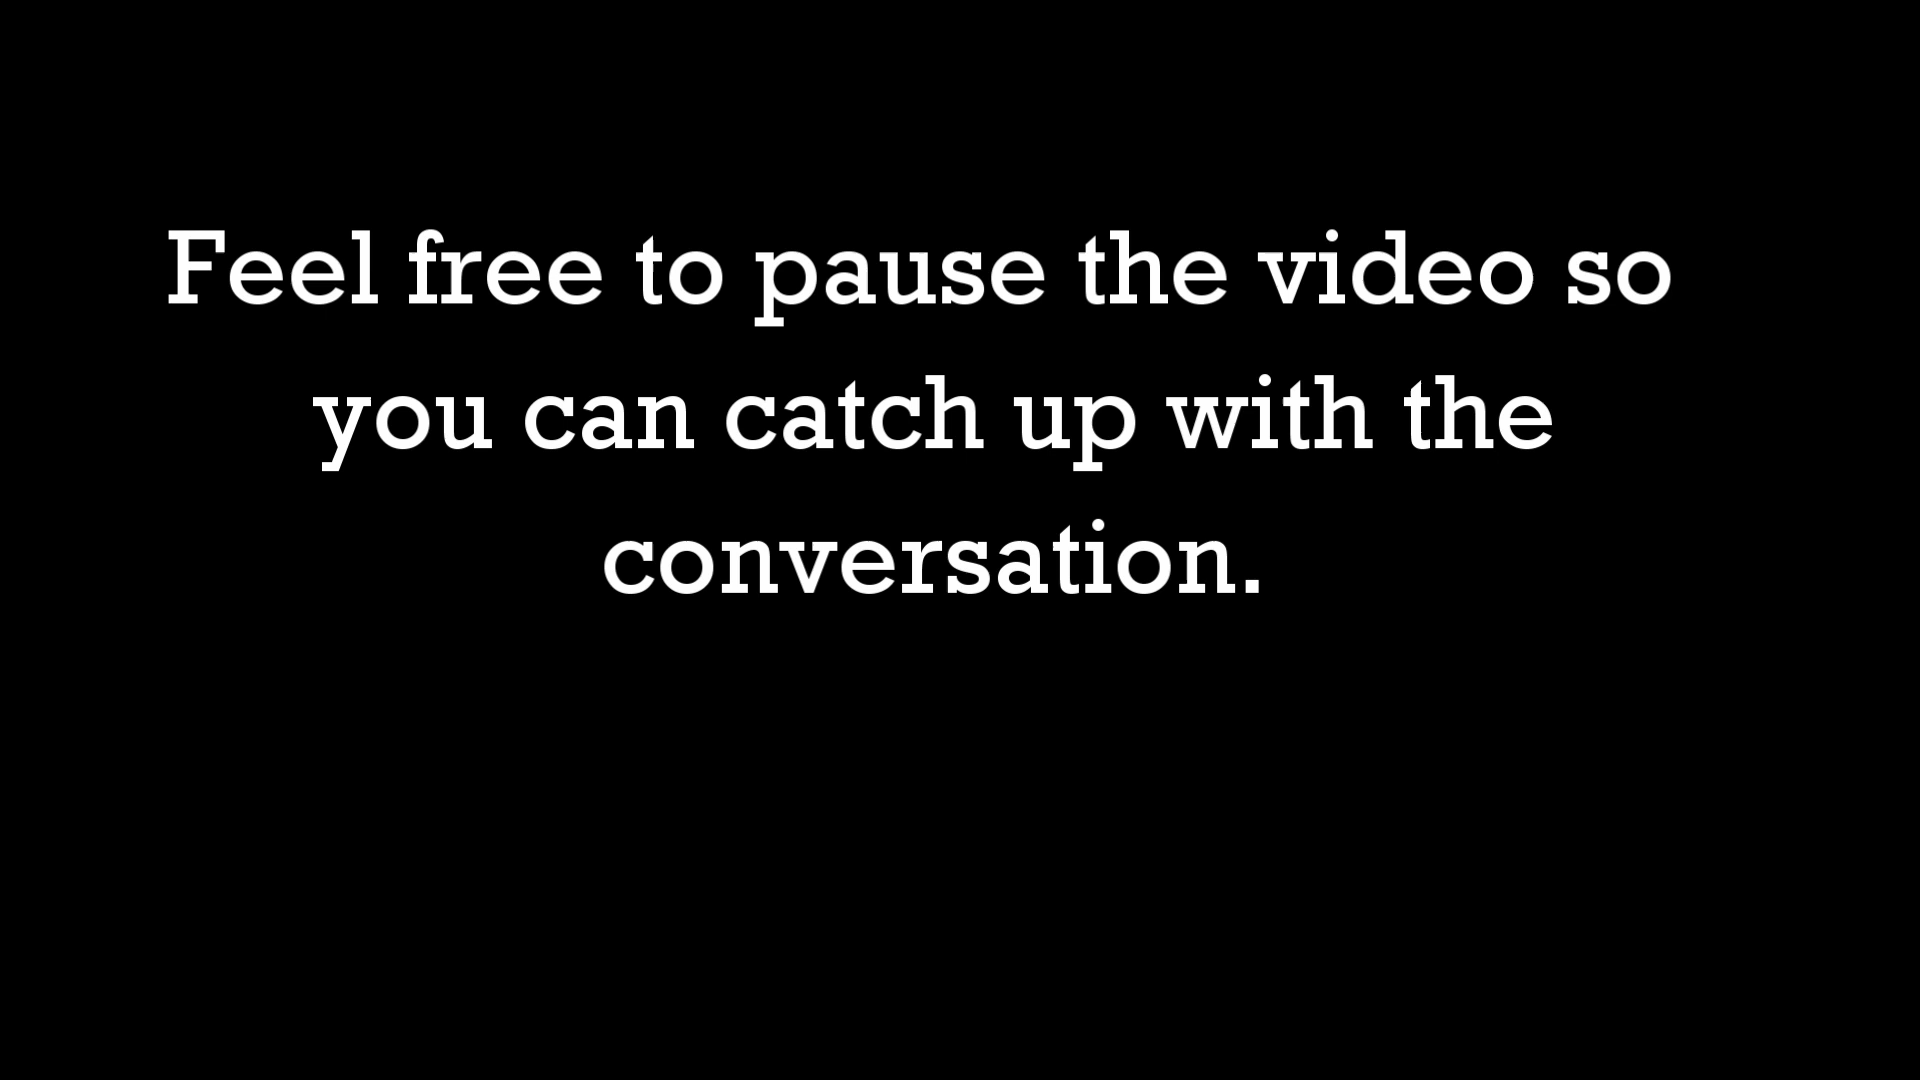 Feel free to pause the video so
you can catch up with the
conversation.